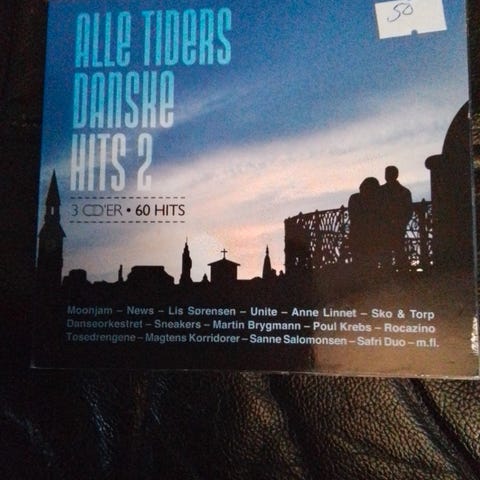 50
ALLE TIDERS
DANSKE
HITS 2
3 CD'ER • 60 HITS
Moonjam – News – Lis Sørensen – Unite – Anne Linnet – Sko & Torp
Danseorkestret – Sneakers – Martin Brygmann – Poul Krebs – Rocazino
Tøsedrengene – Magtens Korridorer – Sanne Salomonsen – Safri Duo – m.fl.